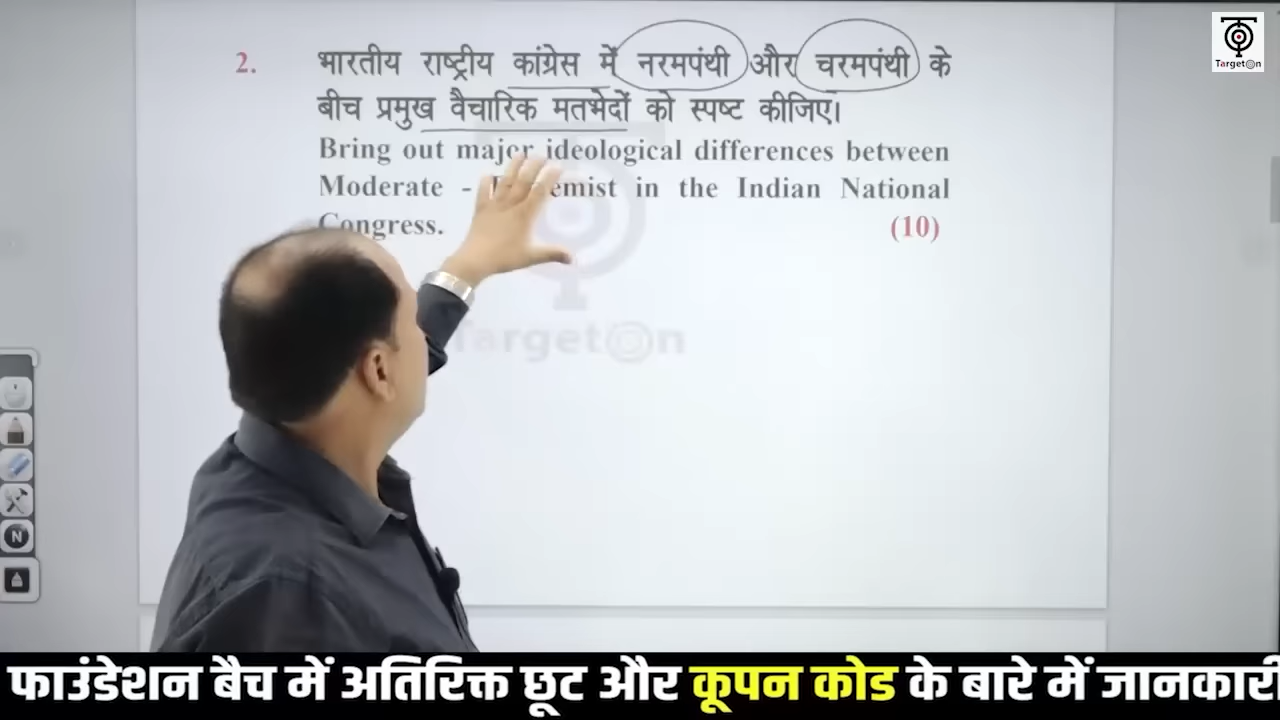 Target@n
2. भारतीय राष्ट्रीय कांग्रेस में नरमपंथी और चरमपंथी के
बीच प्रमुख वैचारिक मतभेदों को स्पष्ट कीजिए।
Bring out major ideological differences between
Moderate - in the Indian National
Congress. (10)
Target@n
N
फाउंडेशन बैच में अतिरिक्त छूट और कूपन कोड के बारे में जानकारी